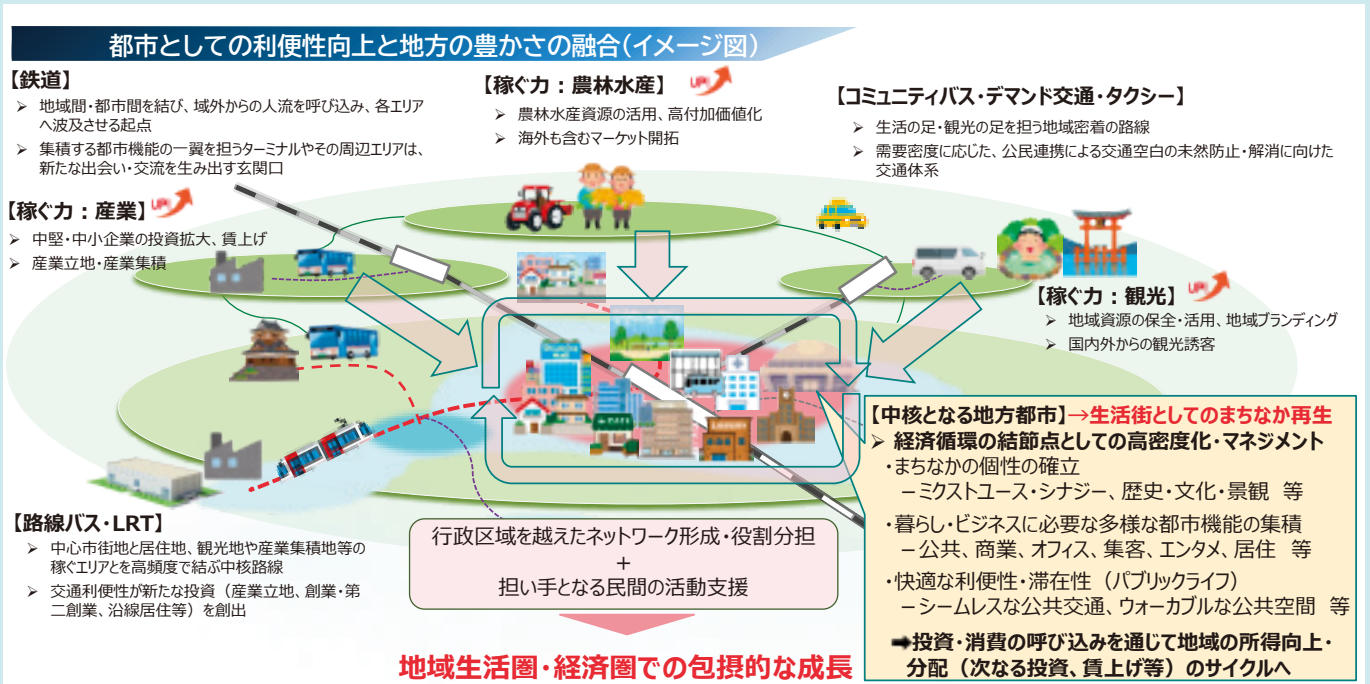 都市としての利便性向上と地方の豊かさの融合(イメージ図)
【鉄道】
➢ 地域間・都市間を結び、域外からの人流を呼び込み、各エリア
へ波及させる起点
➢ 集積する都市機能の一翼を担うターミナルやその周辺エリアは、
新たな出会い・交流を生み出す玄関口
【稼ぐ力：農林水産】 UP!
➢ 農林水産資源の活用、高付加価値化
➢ 海外も含むマーケット開拓
【コミュニティバス・デマンド交通・タクシー】
➢ 生活の足・観光の足を担う地域密着の路線
➢ 需要密度に応じた、公民連携による交通空白の未然防止・解消に向けた
交通体系
【稼ぐ力：産業】 UP!
➢ 中堅・中小企業の投資拡大、賃上げ
➢ 産業立地・産業集積
【稼ぐ力：観光】 UP!
➢ 地域資源の保全・活用、地域ブランディング
➢ 国内外からの観光誘客
【路線バス・LRT】
➢ 中心市街地と居住地、観光地や産業集積地等の
稼ぐエリアとを高頻度で結ぶ中核路線
➢ 交通利便性が新たな投資（産業立地、創業・第
二創業、沿線居住等）を創出
行政区域を越えたネットワーク形成・役割分担
+
担い手となる民間の活動支援
地域生活圏・経済圏での包摂的な成長
【中核となる地方都市】→生活街としてのまちなか再生
➢ 経済循環の結節点としての高密度化・マネジメント
・まちなかの個性の確立
－ミクストユース・シナジー、歴史・文化・景観 等
・暮らし・ビジネスに必要な多様な都市機能の集積
－公共、商業、オフィス、集客、エンタメ、居住 等
・快適な利便性・滞在性（パブリックライフ）
－シームレスな公共交通、ウォーカブルな公共空間 等
➡投資・消費の呼び込みを通じて地域の所得向上・
分配（次なる投資、賃上げ等）のサイクルへ